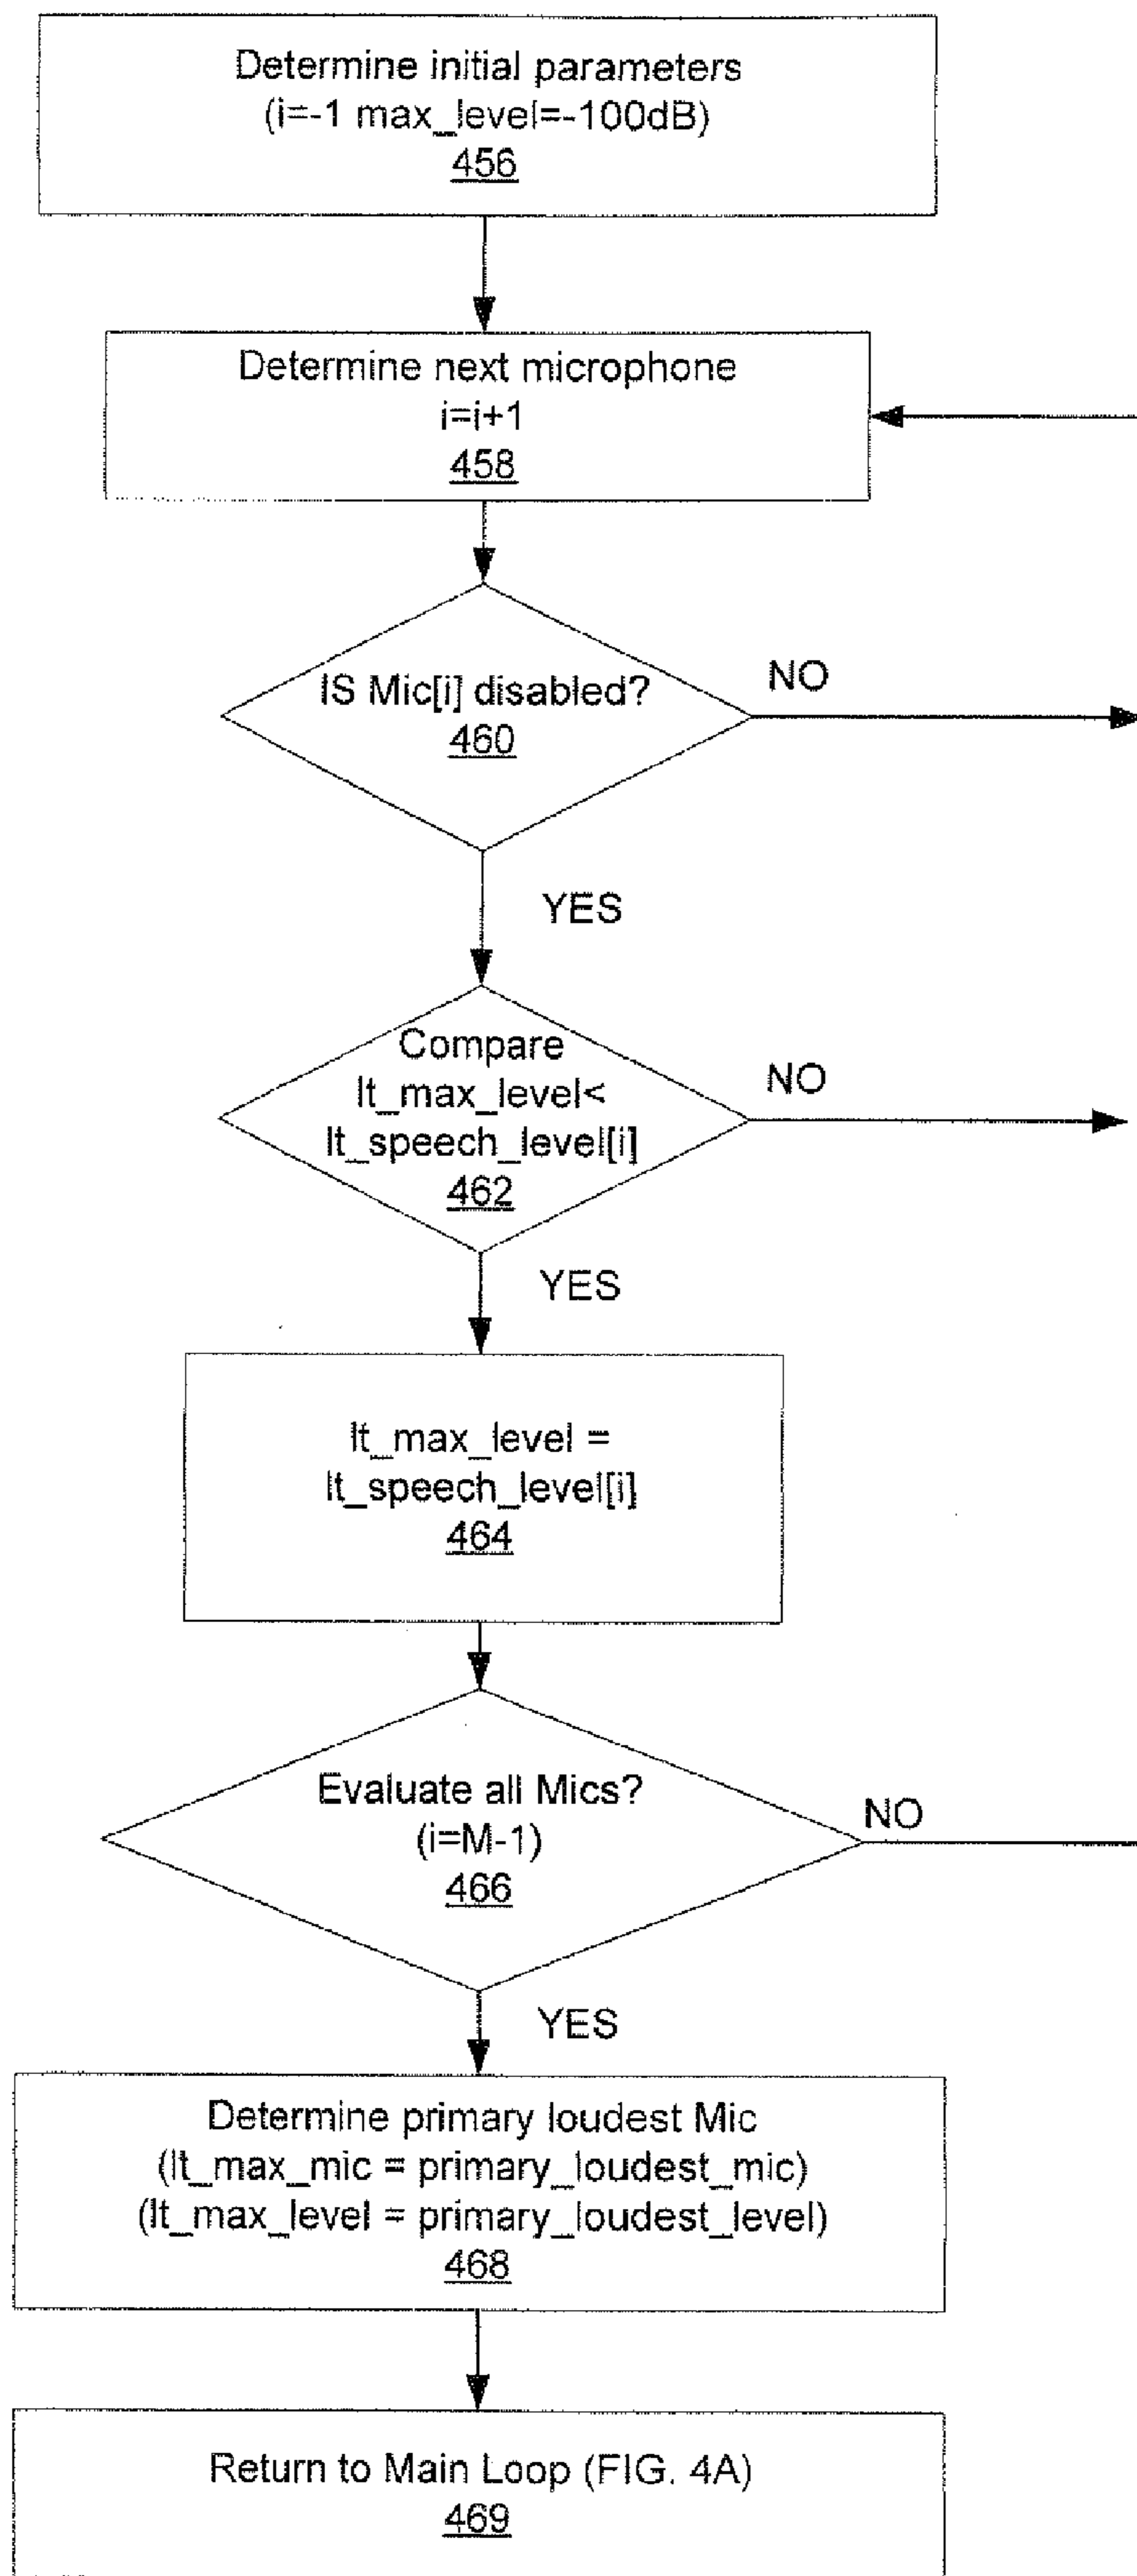 Determine initial parameters
(i=-1 max_level=-100dB)
456
Determine next microphone
i=i+1
458
IS Mic[i] disabled?
460
NO
YES
Compare
lt_max_level<
lt_speech_level[i]
462
NO
YES
lt_max_level =
lt_speech_level[i]
464
Evaluate all Mics?
(i=M-1)
466
NO
YES
Determine primary loudest Mic
(lt_max_mic = primary_loudest_mic)
(lt_max_level = primary_loudest_level)
468
Return to Main Loop (FIG. 4A)
469